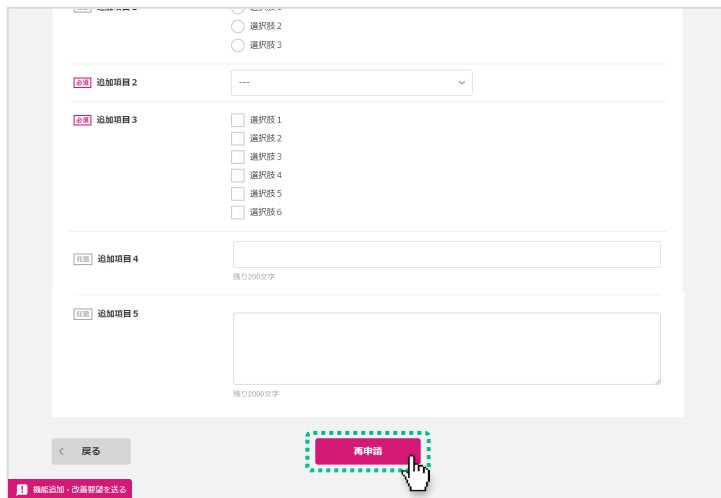 選択肢2
選択肢3
必須 追加項目2
---
必須 追加項目3
選択肢1
選択肢2
選択肢3
選択肢4
選択肢5
選択肢6
任意 追加項目4
残り200文字
任意 追加項目5
残り2000文字
戻る
再申請
機能追加・改善要望を送る